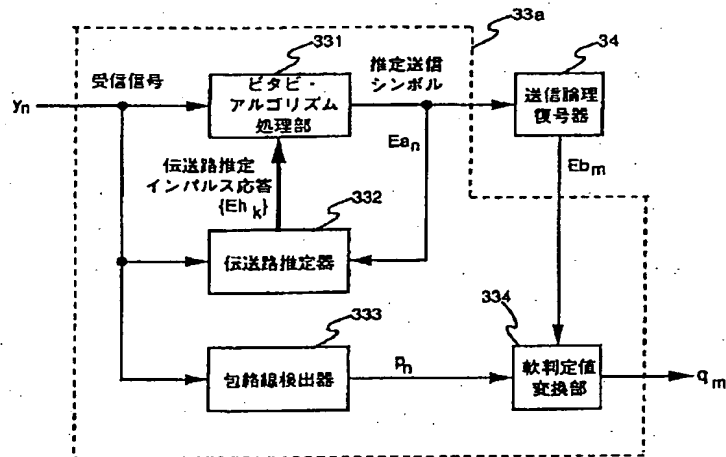 33a
331
34
受信信号
ビタビ・
アルゴリズム
処理部
推定送信
シンボル
送信論理
復号器
yn
Ean
Ebm
伝送路推定
インパルス応答
{Ehk}
332
伝送路推定器
333
334
包絡線検出器
pn
軟判定値
変換部
qm